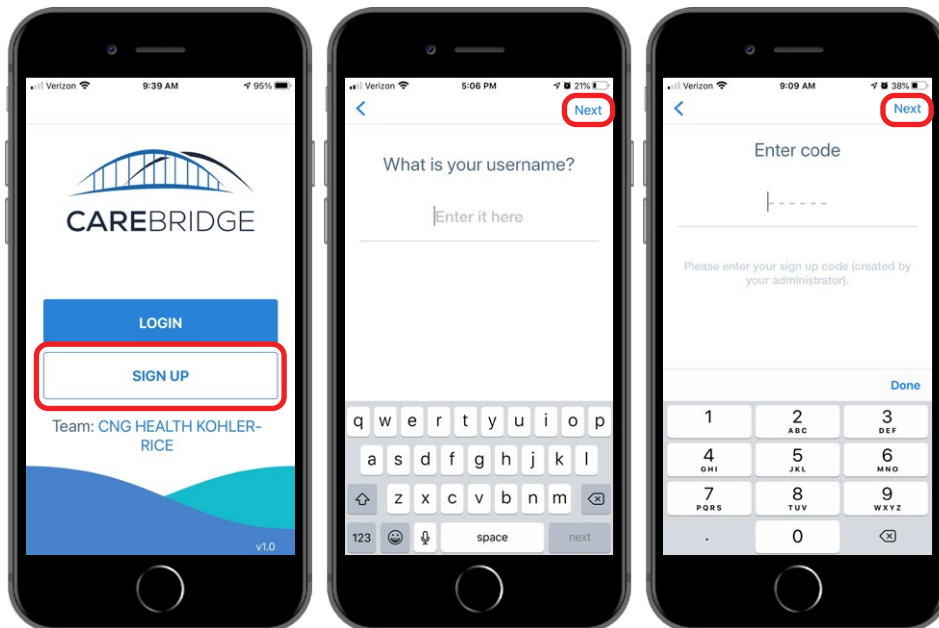 Verizon 9:39 AM 95%
CAREBRIDGE
LOGIN
SIGN UP
Team: CNG HEALTH KOHLER-
RICE
v1.0
Verizon 5:06 PM 21%
Next
What is your username?
Enter it here
q w e r t y u i o p
a s d f g h j k l
z x c v b n m
123 space next
Verizon 9:09 AM 38%
Next
Enter code
Please enter your sign up code (created by
your administrator).
Done
1 2 3
ABC DEF
4 5 6
GHI JKL MNO
7 8 9
PQRS TUV WXYZ
. 0